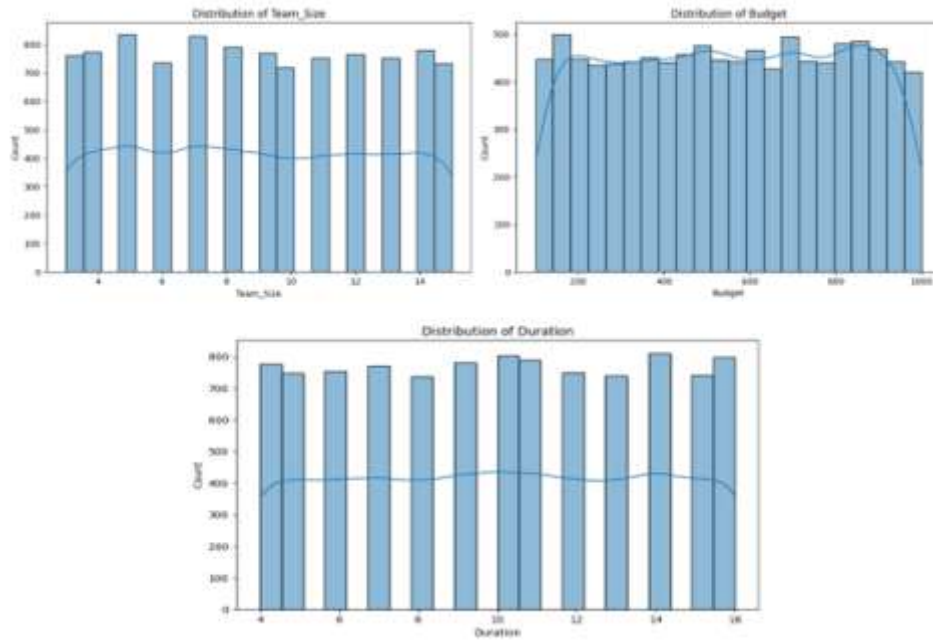 Distribution of Team_Size
800
700
600
500
400
300
200
100
0
Count
4 6 8 10 12 14
Team_Size
Distribution of Budget
500
400
300
200
100
0
Count
200 400 600 800 1000
Budget
Distribution of Duration
800
700
600
500
400
300
200
100
0
Count
4 6 8 10 12 14 16
Duration